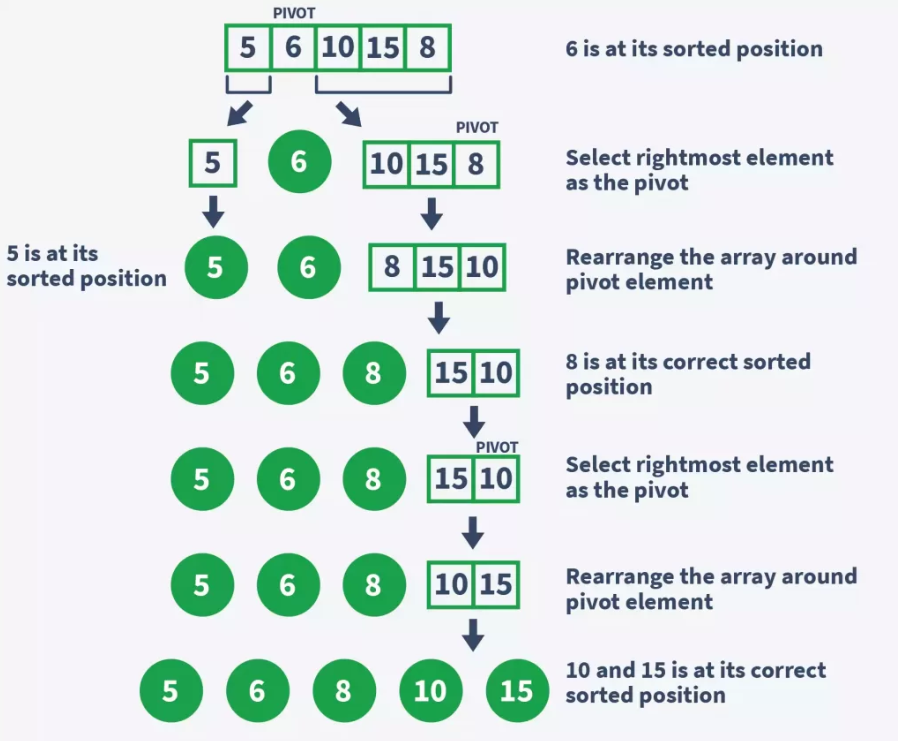 PIVOT
5 6 10 15 8
6 is at its sorted position
PIVOT
5 6 10 15 8
Select rightmost element
as the pivot
5 is at its
sorted position
5 6 8 15 10
Rearrange the array around
pivot element
5 6 8 15 10
8 is at its correct sorted
position
PIVOT
5 6 8 15 10
Select rightmost element
as the pivot
5 6 8 10 15
Rearrange the array around
pivot element
5 6 8 10 15
10 and 15 is at its correct
sorted position